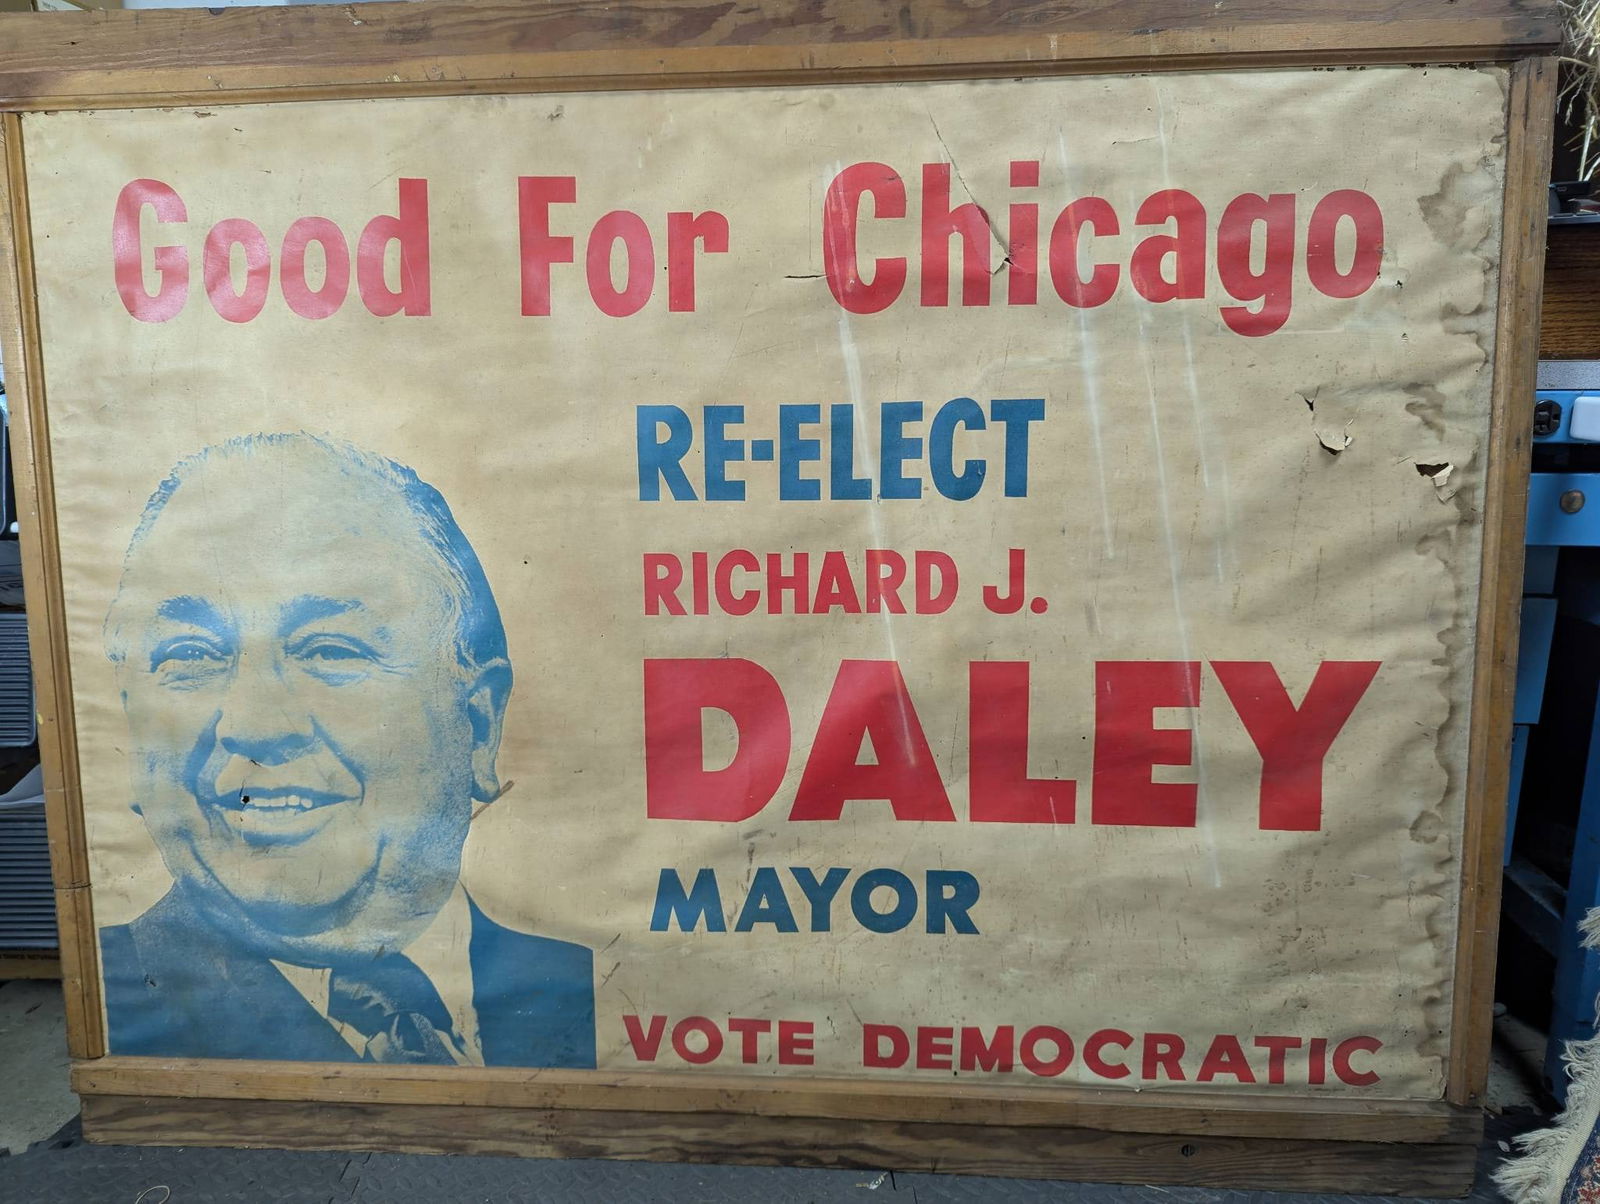 Good For Chicago
RE-ELECT
RICHARD J.
DALEY
MAYOR
VOTE DEMOCRATIC